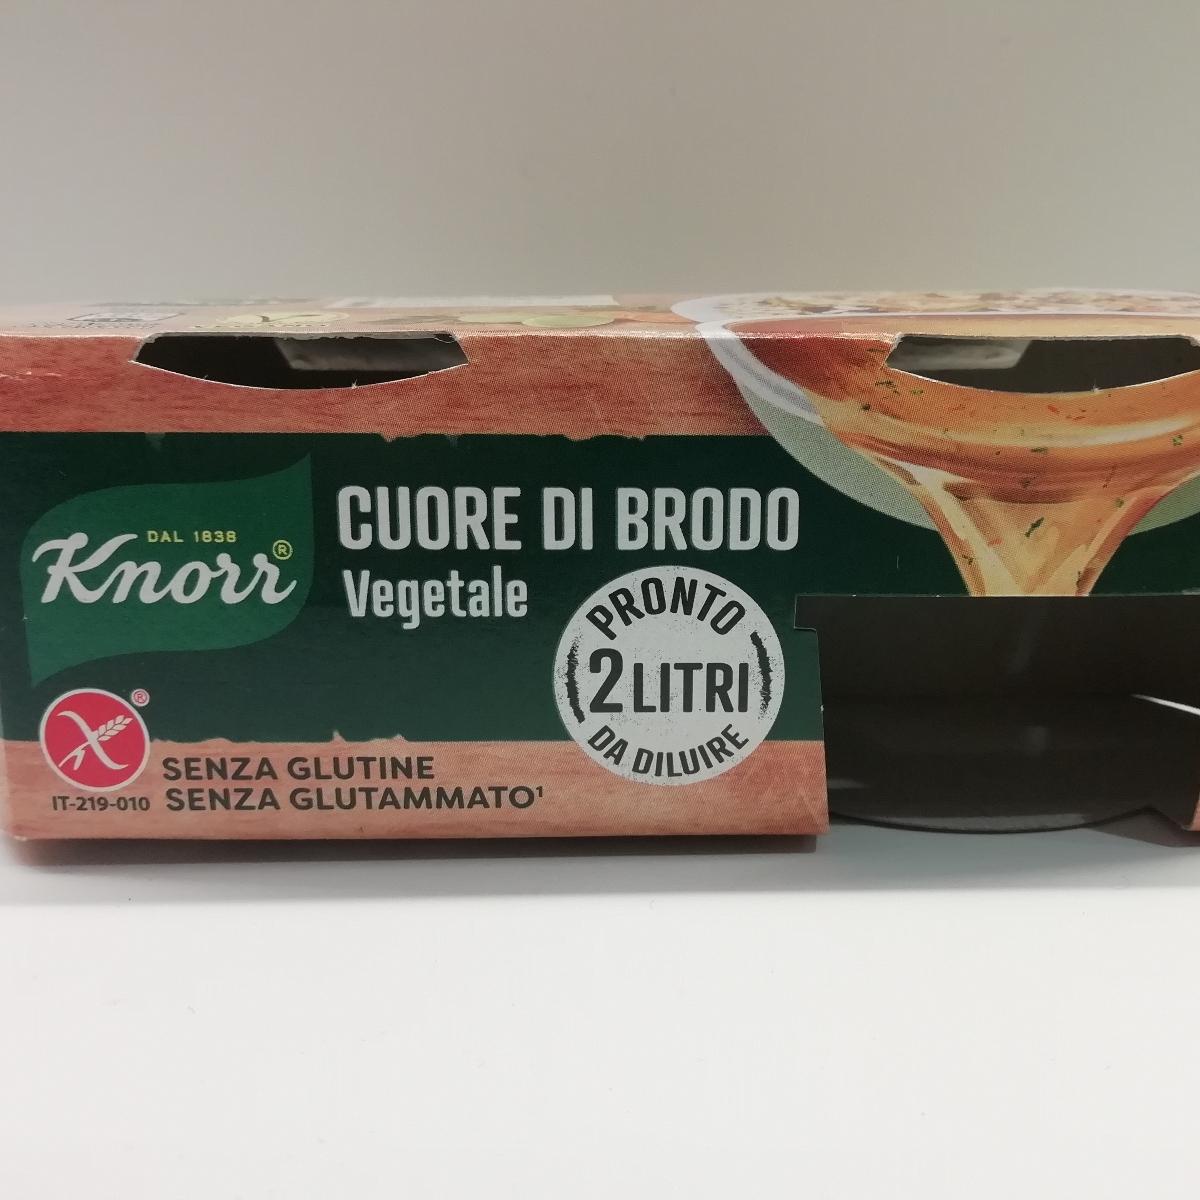 DAL 1838
Knorr®
CUORE DI BRODO
Vegetale
PRONTO
2 LITRI
DA DILUIRE
®
IT-219-010
SENZA GLUTINE
SENZA GLUTAMMATO¹